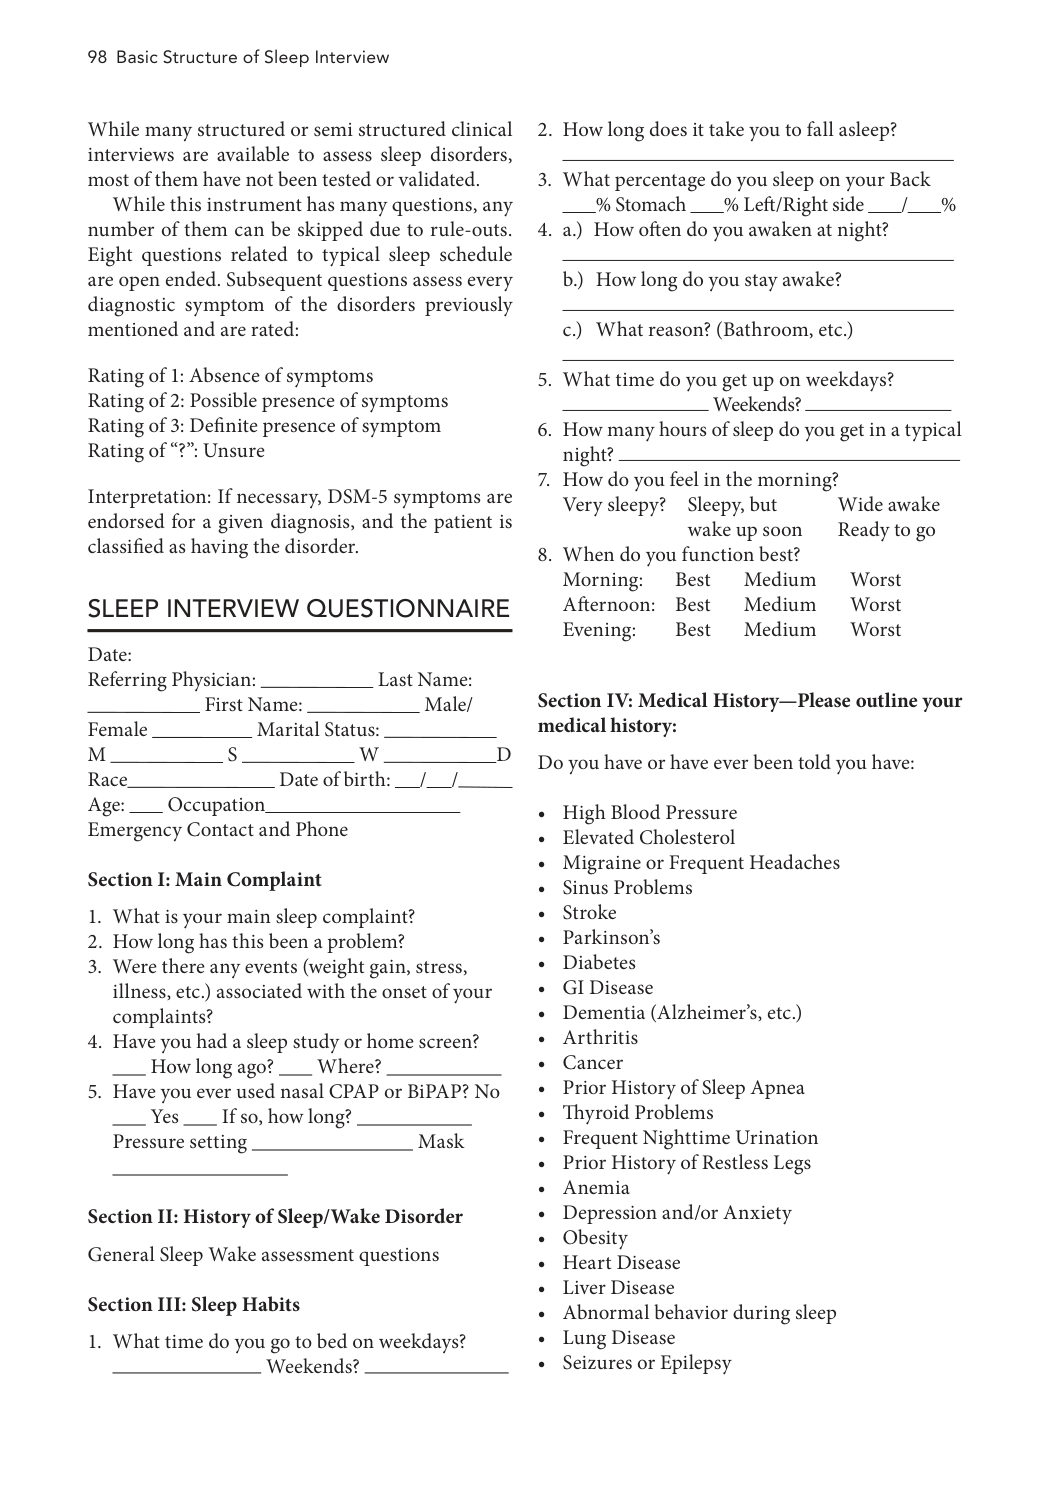 98 Basic Structure of Sleep Interview
While many structured or semi structured clinical
interviews are available to assess sleep disorders,
most of them have not been tested or validated.
While this instrument has many questions, any
number of them can be skipped due to rule-outs.
Eight questions related to typical sleep schedule
are open ended. Subsequent questions assess every
diagnostic symptom of the disorders previously
mentioned and are rated:
Rating of 1: Absence of symptoms
Rating of 2: Possible presence of symptoms
Rating of 3: Definite presence of symptom
Rating of “?”: Unsure
Interpretation: If necessary, DSM-5 symptoms are
endorsed for a given diagnosis, and the patient is
classified as having the disorder.
SLEEP INTERVIEW QUESTIONNAIRE
Date:
Referring Physician: ___________ Last Name:
___________ First Name: ___________ Male/
Female __________ Marital Status: ___________
M ___________ S ___________ W ___________D
Race______________ Date of birth: __/__/_____
Age: ___ Occupation___________________
Emergency Contact and Phone
Section I: Main Complaint
1. What is your main sleep complaint?
2. How long has this been a problem?
3. Were there any events (weight gain, stress,
illness, etc.) associated with the onset of your
complaints?
4. Have you had a sleep study or home screen?
___ How long ago? ___ Where? ___________
5. Have you ever used nasal CPAP or BiPAP? No
___ Yes ___ If so, how long? ___________
Pressure setting ________________ Mask
_________________
Section II: History of Sleep/Wake Disorder
General Sleep Wake assessment questions
Section III: Sleep Habits
1. What time do you go to bed on weekdays?
______________ Weekends? ______________
2. How long does it take you to fall asleep?
______________________________________
3. What percentage do you sleep on your Back
___% Stomach ___% Left/Right side ___/___%
4. a.) How often do you awaken at night?
______________________________________
b.) How long do you stay awake?
______________________________________
c.) What reason? (Bathroom, etc.)
______________________________________
5. What time do you get up on weekdays?
______________ Weekends? ______________
6. How many hours of sleep do you get in a typical
night? _________________________________
7. How do you feel in the morning?
Very sleepy? Sleepy, but Wide awake
wake up soon Ready to go
8. When do you function best?
Morning: Best Medium Worst
Afternoon: Best Medium Worst
Evening: Best Medium Worst
Section IV: Medical History—Please outline your
medical history:
Do you have or have ever been told you have:
• High Blood Pressure
• Elevated Cholesterol
• Migraine or Frequent Headaches
• Sinus Problems
• Stroke
• Parkinson’s
• Diabetes
• GI Disease
• Dementia (Alzheimer’s, etc.)
• Arthritis
• Cancer
• Prior History of Sleep Apnea
• Thyroid Problems
• Frequent Nighttime Urination
• Prior History of Restless Legs
• Anemia
• Depression and/or Anxiety
• Obesity
• Heart Disease
• Liver Disease
• Abnormal behavior during sleep
• Lung Disease
• Seizures or Epilepsy